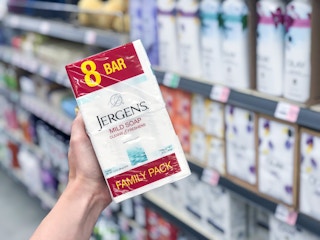 8 BAR
JERGENS
MILD SOAP
FAMILY PACK